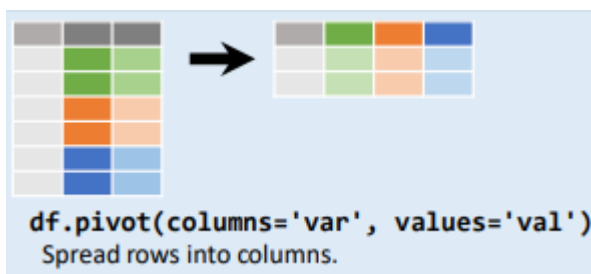 df.pivot(columns='var', values='val')
Spread rows into columns.